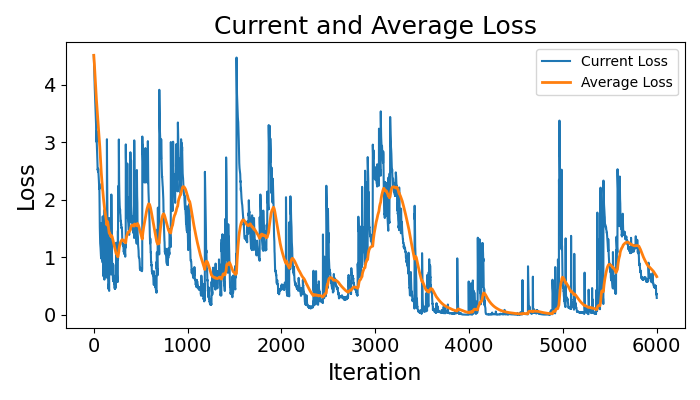 Current and Average Loss
Loss
4
3
2
1
0
Current Loss
Average Loss
0 1000 2000 3000 4000 5000 6000
Iteration